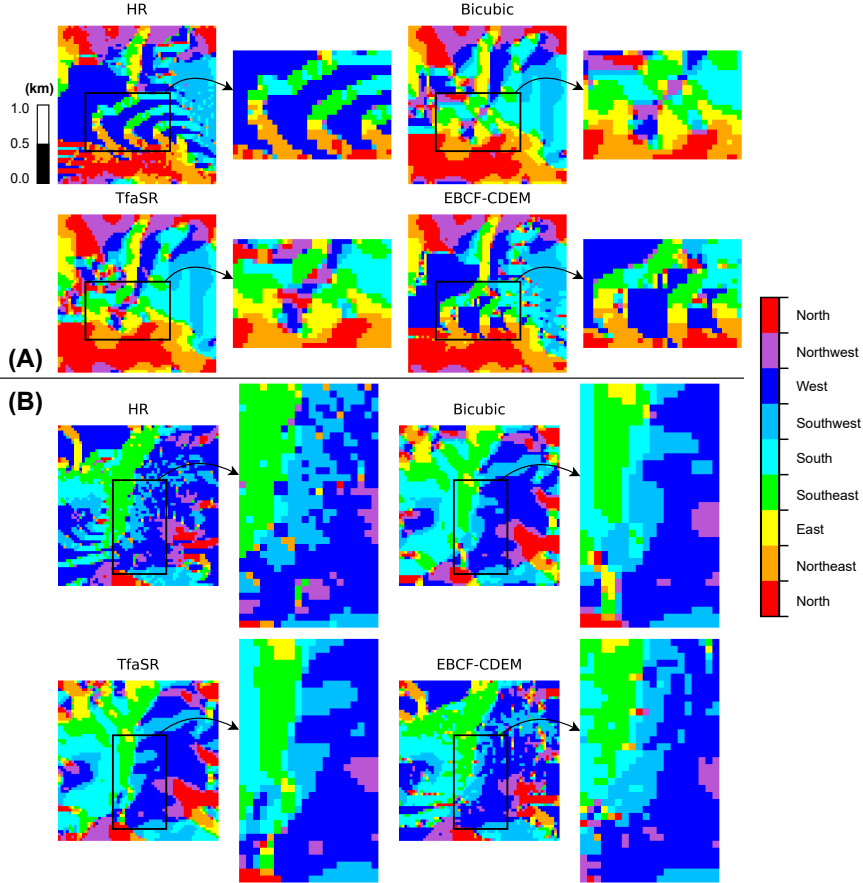 HR
Bicubic
(km)
1.0
0.5
0.0
TfaSR
EBCF-CDEM
(A)
(B)
HR
Bicubic
TfaSR
EBCF-CDEM
North
Northwest
West
Southwest
South
Southeast
East
Northeast
North